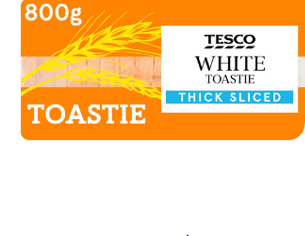 800g
TESCO
WHITE
TOASTIE
THICK SLICED
TOASTIE